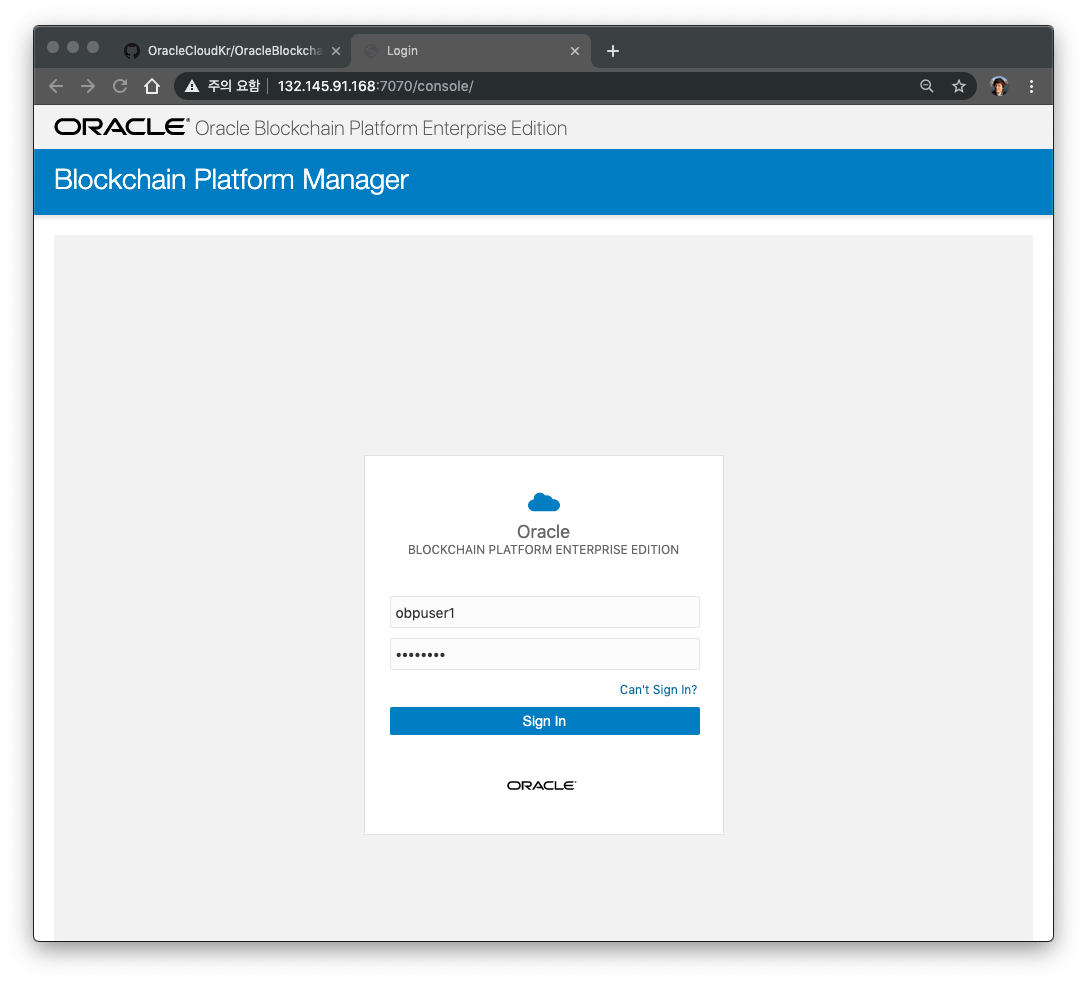 OracleCloudKr/OracleBlockcha
Login
주의 요함 132.145.91.168:7070/console/
ORACLE® Oracle Blockchain Platform Enterprise Edition
Blockchain Platform Manager
Oracle
BLOCKCHAIN PLATFORM ENTERPRISE EDITION
obpuser1
••••••••
Can't Sign In?
Sign In
ORACLE®